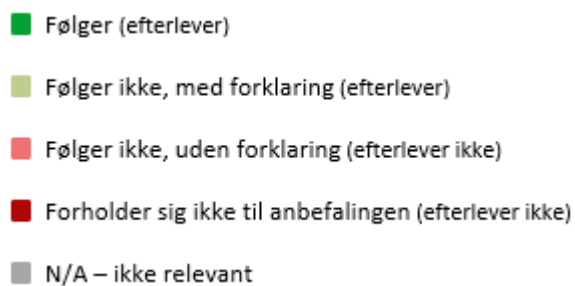 Følger (efterlever)
Følger ikke, med forklaring (efterlever)
Følger ikke, uden forklaring (efterlever ikke)
Forholder sig ikke til anbefalingen (efterlever ikke)
N/A – ikke relevant